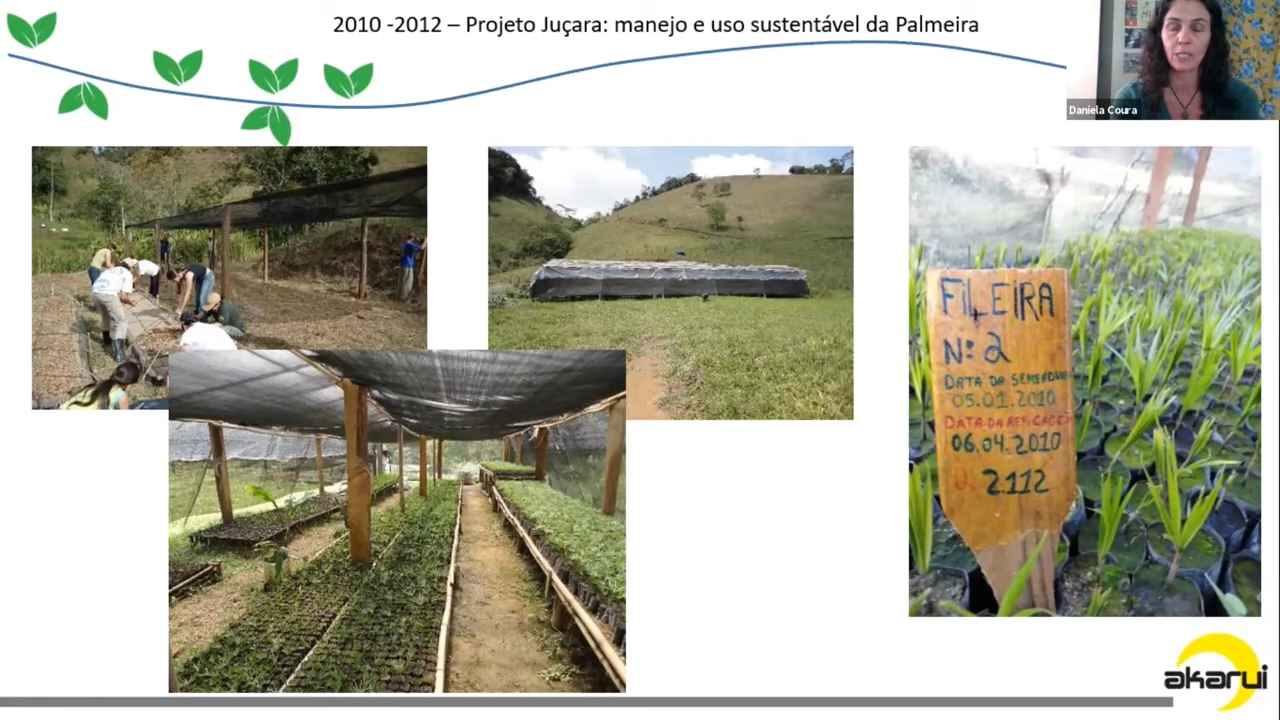 2010 -2012 – Projeto Juçara: manejo e uso sustentável da Palmeira
Daniela Coura
FILEIRA
Nº 2
DATA DA SEMEADURA
05.01.2010
DATA DA
06.04.2010
2.112
akarui